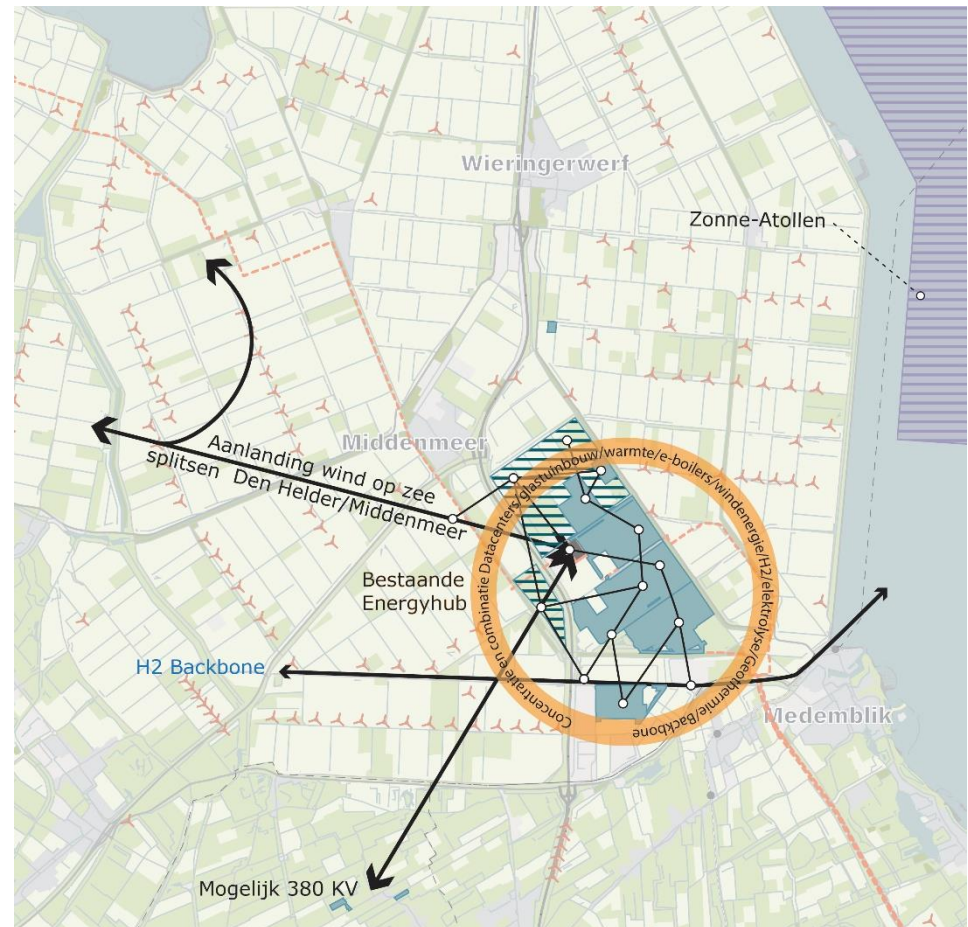 Wieringerwerf
Zonne-Atollen
Middenmeer
Aanlanding wind op zee
splitsen Den Helder/Middenmeer
Concentratie en combinatie Datacenters/glastuinbouw/warmte/e-boilers/windenergie/H2/elektrolyse/Geothermie/Backbone
Bestaande
Energyhub
H2 Backbone
Medemblik
Mogelijk 380 KV